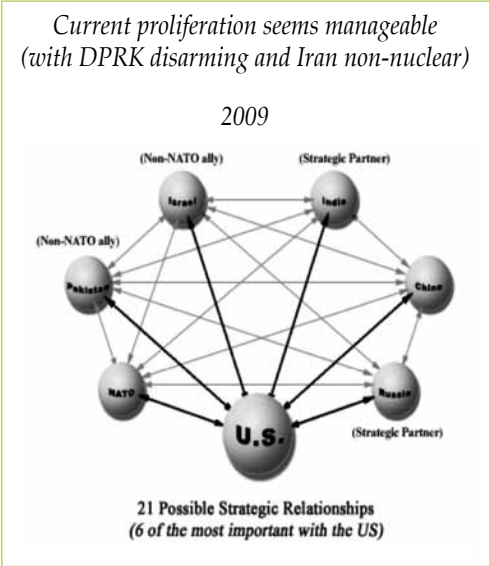 Current proliferation seems manageable
(with DPRK disarming and Iran non-nuclear)
2009
(Non-NATO ally)
(Strategic Partner)
Israel
India
(Non-NATO ally)
Pakistan
China
NATO
Russia
U.S.
(Strategic Partner)
21 Possible Strategic Relationships
(6 of the most important with the US)